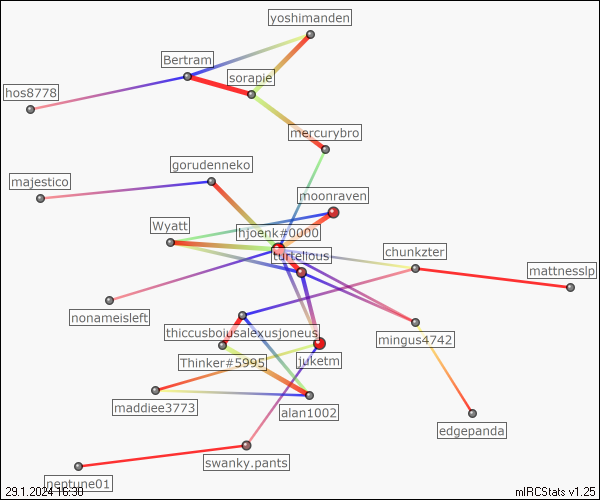 yoshimanden
Bertram
sorapie
hos8778
mercurybro
gorudenneko
majestico
moonraven
Wyatt
hjoenk#0000
turtelious
chunkzter
mattnesslp
nonameisleft
thiccusboiusalexusjoneus
mingus4742
Thinker#5995
juketm
maddiee3773
alan1002
edgepanda
swanky.pants
neptune01
29.1.2024 16:30
mIRCStats v1.25